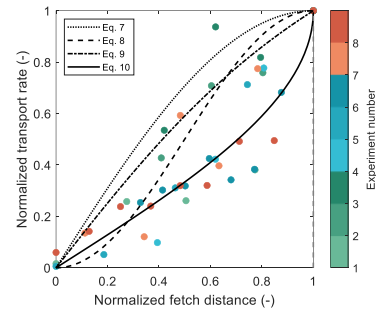 1
0.8
0.6
0.4
0.2
0
Normalized transport rate (-)
Eq. 7
Eq. 8
Eq. 9
Eq. 10
0 0.2 0.4 0.6 0.8 1
Normalized fetch distance (-)
9
8
7
6
5
4
3
2
1
Experiment number